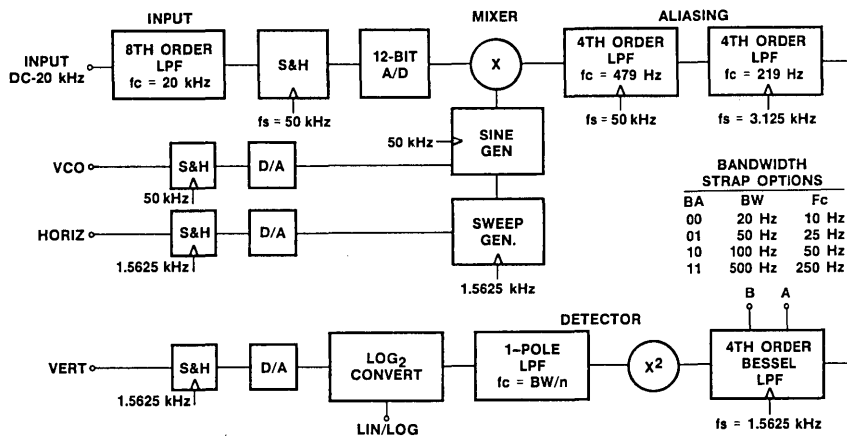 INPUT
MIXER
ALIASING
INPUT
DC-20 kHz
8TH ORDER
LPF
fc = 20 kHz
S&H
fs = 50 kHz
12-BIT
A/D
X
4TH ORDER
LPF
fc = 479 Hz
fs = 50 kHz
4TH ORDER
LPF
fc = 219 Hz
fs = 3.125 kHz
50 kHz
SINE
GEN
VCO
S&H
50 kHz
D/A
HORIZ
S&H
1.5625 kHz
D/A
SWEEP
GEN.
1.5625 kHz
BANDWIDTH
STRAP OPTIONS
BA BW Fc
00 20 Hz 10 Hz
01 50 Hz 25 Hz
10 100 Hz 50 Hz
11 500 Hz 250 Hz
B A
DETECTOR
VERT
S&H
1.5625 kHz
D/A
LOG2
CONVERT
LIN/LOG
1-POLE
LPF
fc = BW/n
X²
4TH ORDER
BESSEL
LPF
fs = 1.5625 kHz